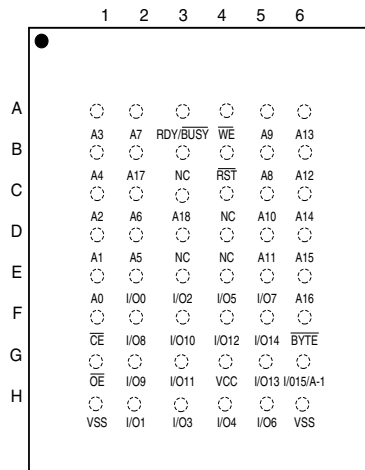 1 2 3 4 5 6
A
A3 A7 RDY/BUSY WE A9 A13
B
A4 A17 NC RST A8 A12
C
A2 A6 A18 NC A10 A14
D
A1 A5 NC NC A11 A15
E
A0 I/O0 I/O2 I/O5 I/O7 A16
F
CE I/O8 I/O10 I/O12 I/O14 BYTE
G
OE I/O9 I/O11 VCC I/O13 I/015/A-1
H
VSS I/O1 I/O3 I/O4 I/O6 VSS